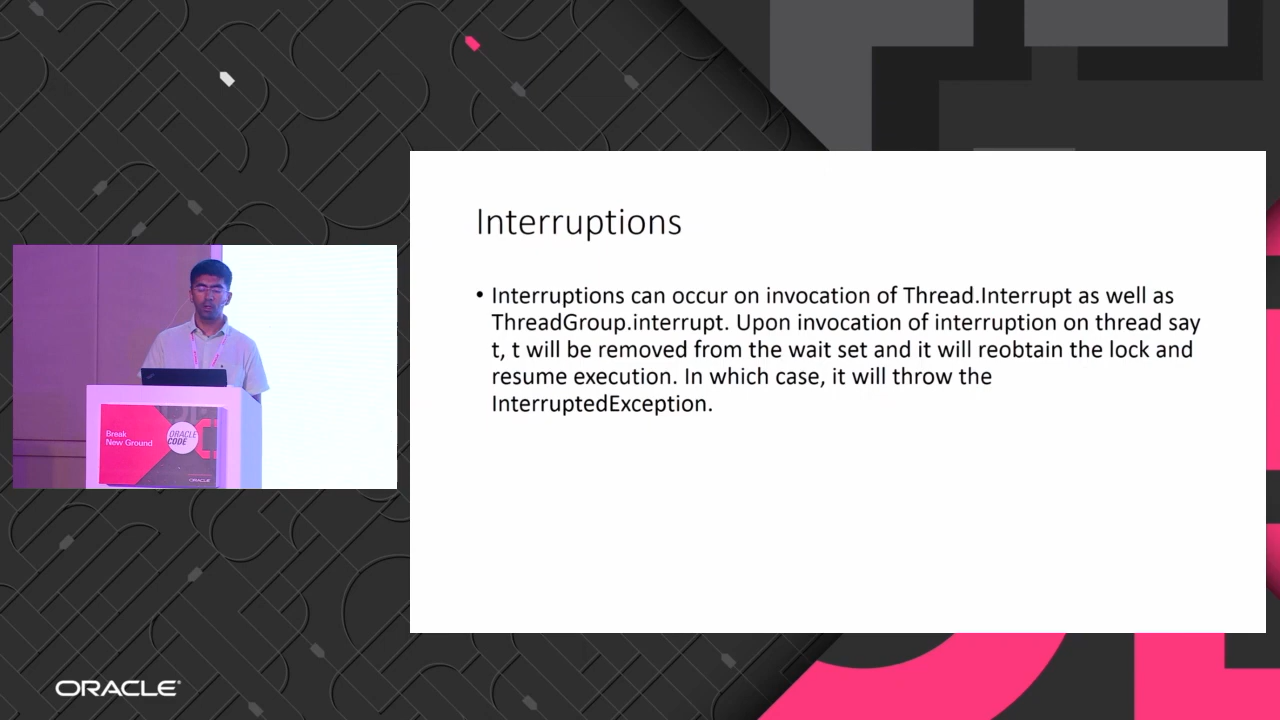 Interruptions
• Interruptions can occur on invocation of Thread.Interrupt as well as
ThreadGroup.interrupt. Upon invocation of interruption on thread say
t, t will be removed from the wait set and it will reobtain the lock and
resume execution. In which case, it will throw the
InterruptedException.
Break
New Ground
ORACLE
CODE
ORACLE
ORACLE